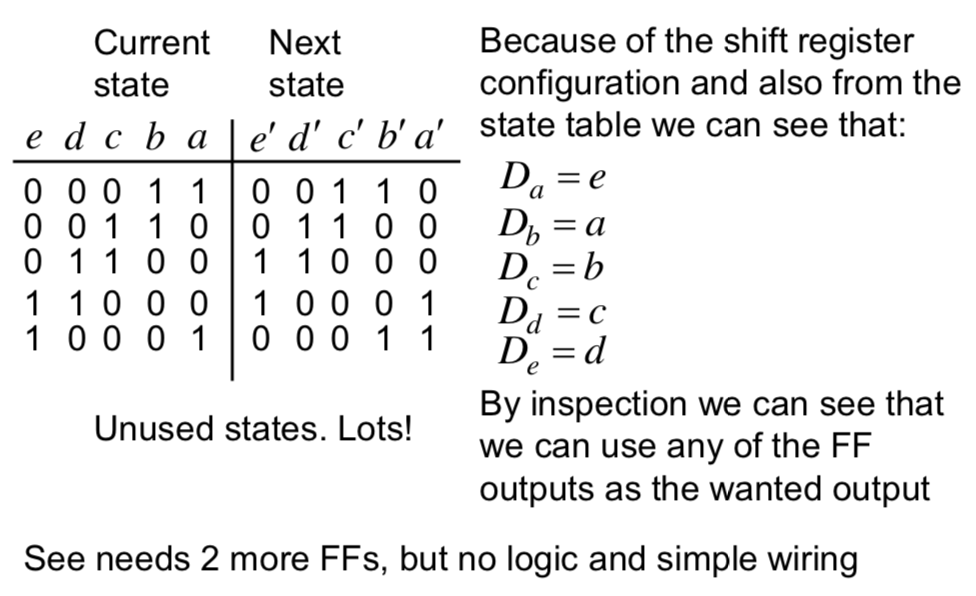 Current Next
state state
e d c b a e' d' c' b' a'
0 0 0 1 1 0 0 1 1 0
0 0 1 1 0 0 1 1 0 0
0 1 1 0 0 1 1 0 0 0
1 1 0 0 0 1 0 0 0 1
1 0 0 0 1 0 0 0 1 1
Unused states. Lots!
Because of the shift register
configuration and also from the
state table we can see that:
D_a = e
D_b = a
D_c = b
D_d = c
D_e = d
By inspection we can see that
we can use any of the FF
outputs as the wanted output
See needs 2 more FFs, but no logic and simple wiring